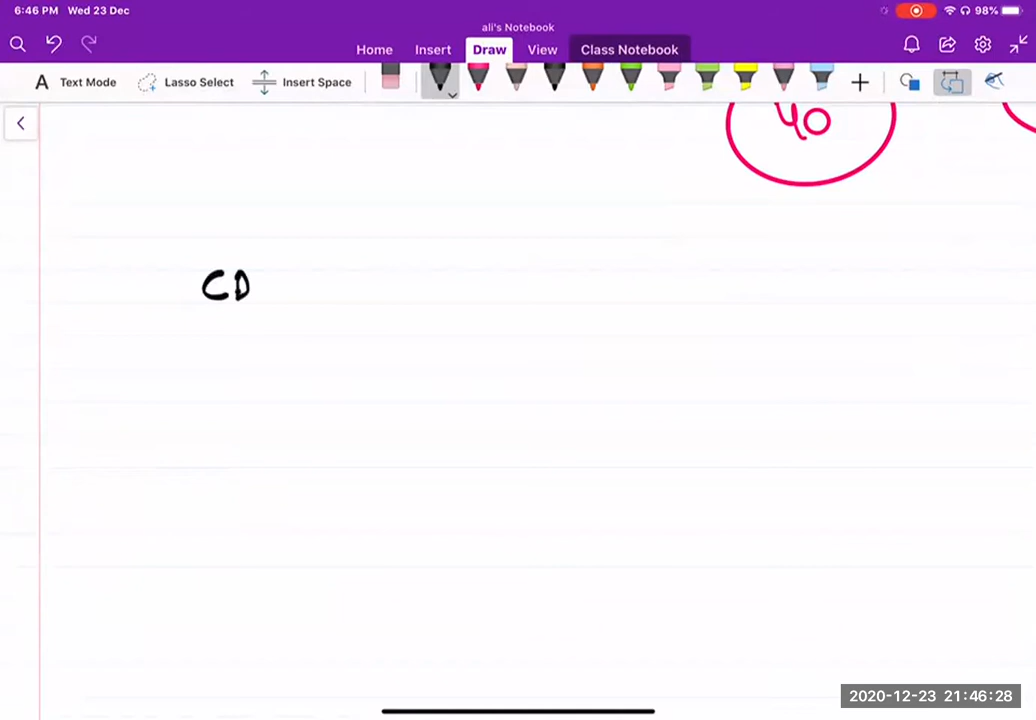 6:46 PM Wed 23 Dec
98%
ali's Notebook
Home Insert Draw View Class Notebook
A Text Mode Lasso Select Insert Space
40
CD
2020-12-23 21:46:28